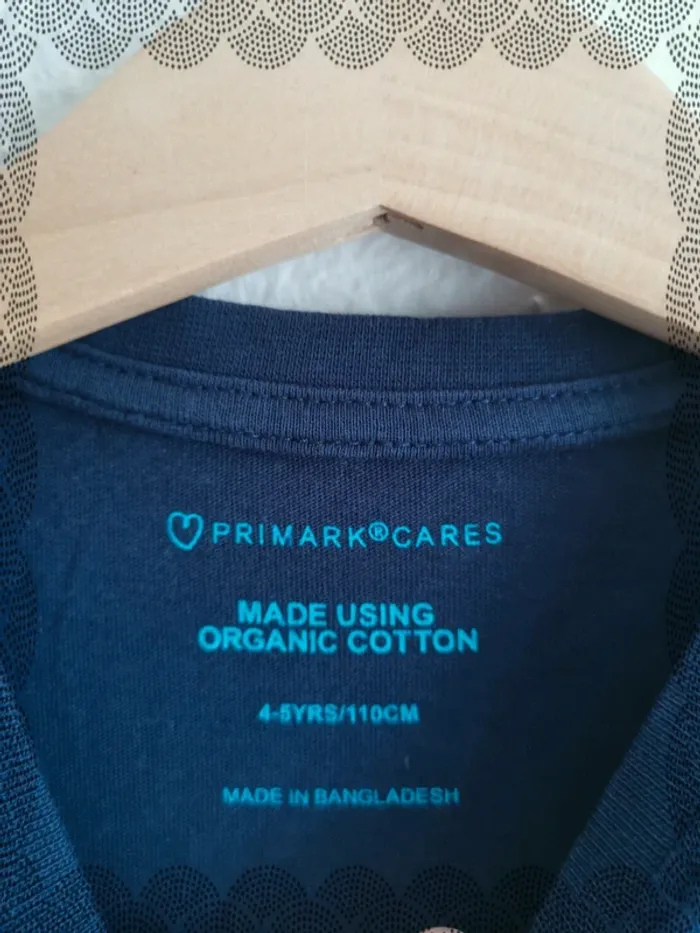 PRIMARK®CARES
MADE USING
ORGANIC COTTON
4-5YRS/110CM
MADE IN BANGLADESH